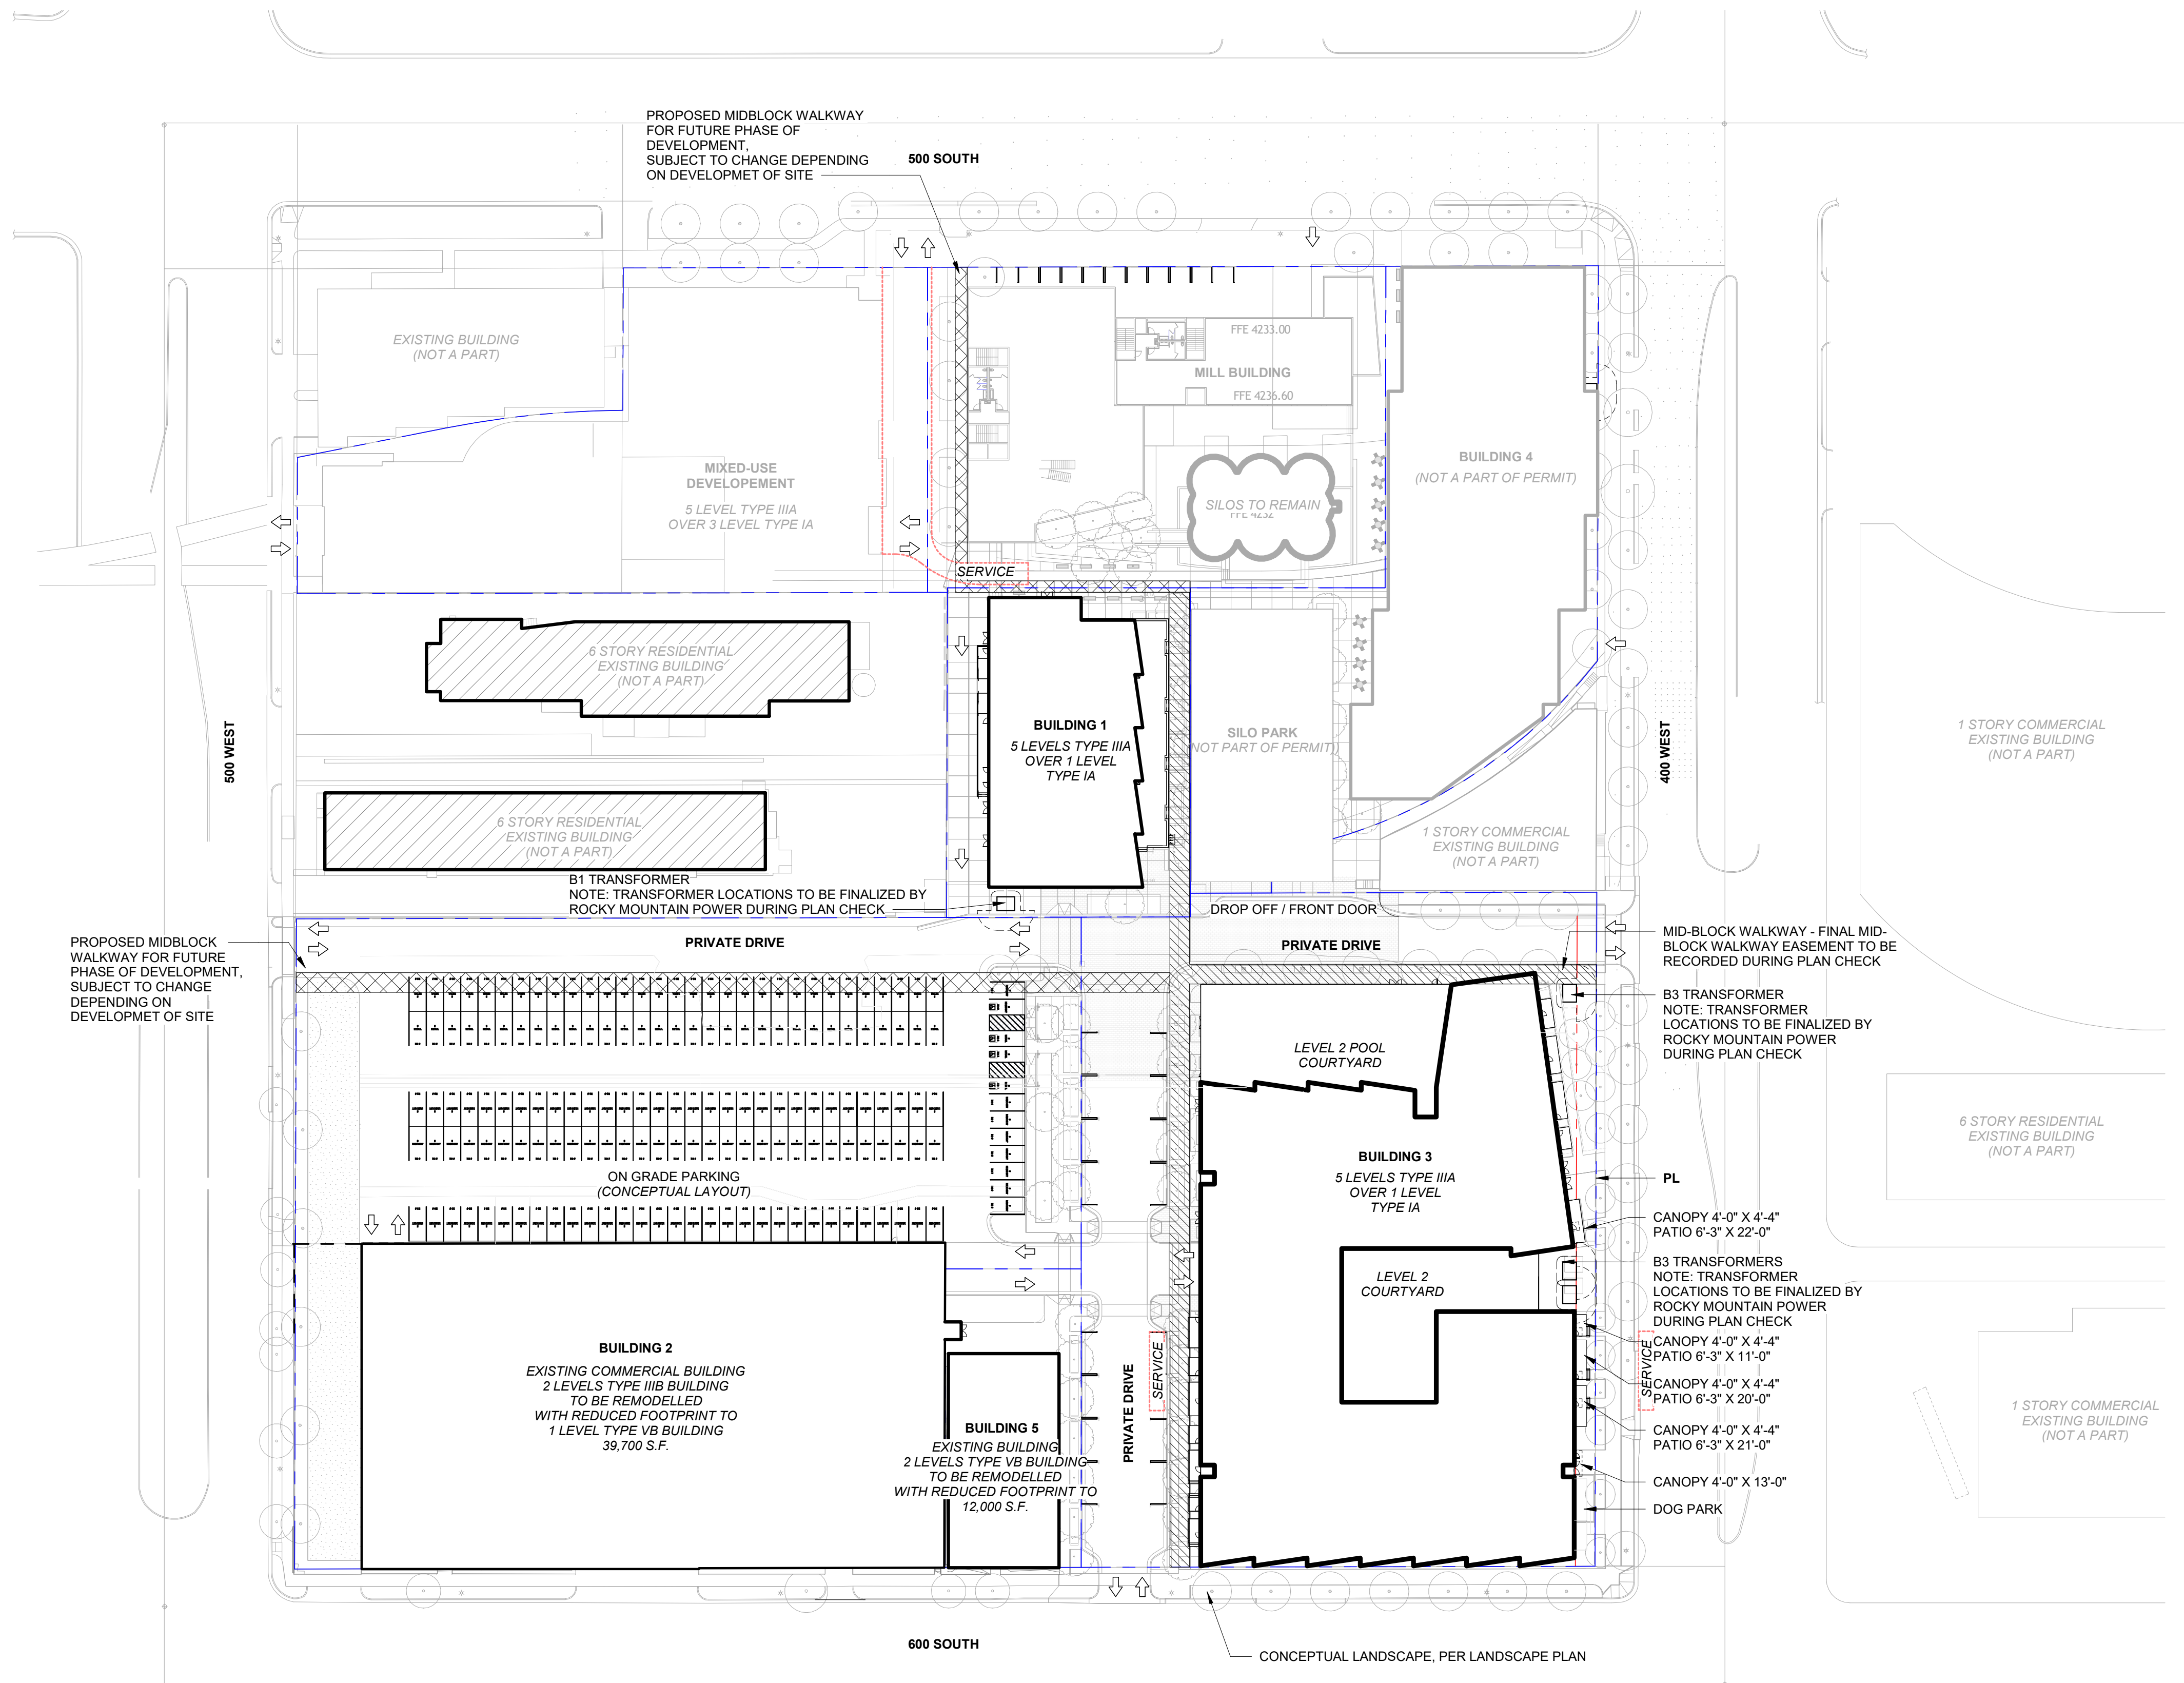 PROPOSED MIDBLOCK WALKWAY
FOR FUTURE PHASE OF
DEVELOPMENT,
SUBJECT TO CHANGE DEPENDING
ON DEVELOPMET OF SITE
500 SOUTH
EXISTING BUILDING
(NOT A PART)
FFE 4233.00
MILL BUILDING
FFE 4236.60
MIXED-USE
DEVELOPEMENT
5 LEVEL TYPE IIIA
OVER 3 LEVEL TYPE IA
BUILDING 4
(NOT A PART OF PERMIT)
SILOS TO REMAIN
FFE 4232
SERVICE
6 STORY RESIDENTIAL
EXISTING BUILDING
(NOT A PART)
BUILDING 1
5 LEVELS TYPE IIIA
OVER 1 LEVEL
TYPE IA
SILO PARK
(NOT PART OF PERMIT)
500 WEST
400 WEST
1 STORY COMMERCIAL
EXISTING BUILDING
(NOT A PART)
6 STORY RESIDENTIAL
EXISTING BUILDING
(NOT A PART)
1 STORY COMMERCIAL
EXISTING BUILDING
(NOT A PART)
B1 TRANSFORMER
NOTE: TRANSFORMER LOCATIONS TO BE FINALIZED BY
ROCKY MOUNTAIN POWER DURING PLAN CHECK
DROP OFF / FRONT DOOR
PROPOSED MIDBLOCK
WALKWAY FOR FUTURE
PHASE OF DEVELOPMENT,
SUBJECT TO CHANGE
DEPENDING ON
DEVELOPMET OF SITE
PRIVATE DRIVE
PRIVATE DRIVE
MID-BLOCK WALKWAY - FINAL MID-
BLOCK WALKWAY EASEMENT TO BE
RECORDED DURING PLAN CHECK
B3 TRANSFORMER
NOTE: TRANSFORMER
LOCATIONS TO BE FINALIZED BY
ROCKY MOUNTAIN POWER
DURING PLAN CHECK
LEVEL 2 POOL
COURTYARD
6 STORY RESIDENTIAL
EXISTING BUILDING
(NOT A PART)
ON GRADE PARKING
(CONCEPTUAL LAYOUT)
BUILDING 3
5 LEVELS TYPE IIIA
OVER 1 LEVEL
TYPE IA
PL
CANOPY 4'-0" X 4'-4"
PATIO 6'-3" X 22'-0"
B3 TRANSFORMERS
NOTE: TRANSFORMER
LOCATIONS TO BE FINALIZED BY
ROCKY MOUNTAIN POWER
DURING PLAN CHECK
LEVEL 2
COURTYARD
CANOPY 4'-0" X 4'-4"
PATIO 6'-3" X 11'-0"
CANOPY 4'-0" X 4'-4"
PATIO 6'-3" X 20'-0"
CANOPY 4'-0" X 4'-4"
PATIO 6'-3" X 21'-0"
CANOPY 4'-0" X 13'-0"
DOG PARK
SERVICE
SERVICE
PRIVATE DRIVE
BUILDING 2
EXISTING COMMERCIAL BUILDING
2 LEVELS TYPE IIIB BUILDING
TO BE REMODELLED
WITH REDUCED FOOTPRINT TO
1 LEVEL TYPE VB BUILDING
39,700 S.F.
BUILDING 5
EXISTING BUILDING
2 LEVELS TYPE VB BUILDING
TO BE REMODELLED
WITH REDUCED FOOTPRINT TO
12,000 S.F.
1 STORY COMMERCIAL
EXISTING BUILDING
(NOT A PART)
600 SOUTH
CONCEPTUAL LANDSCAPE, PER LANDSCAPE PLAN